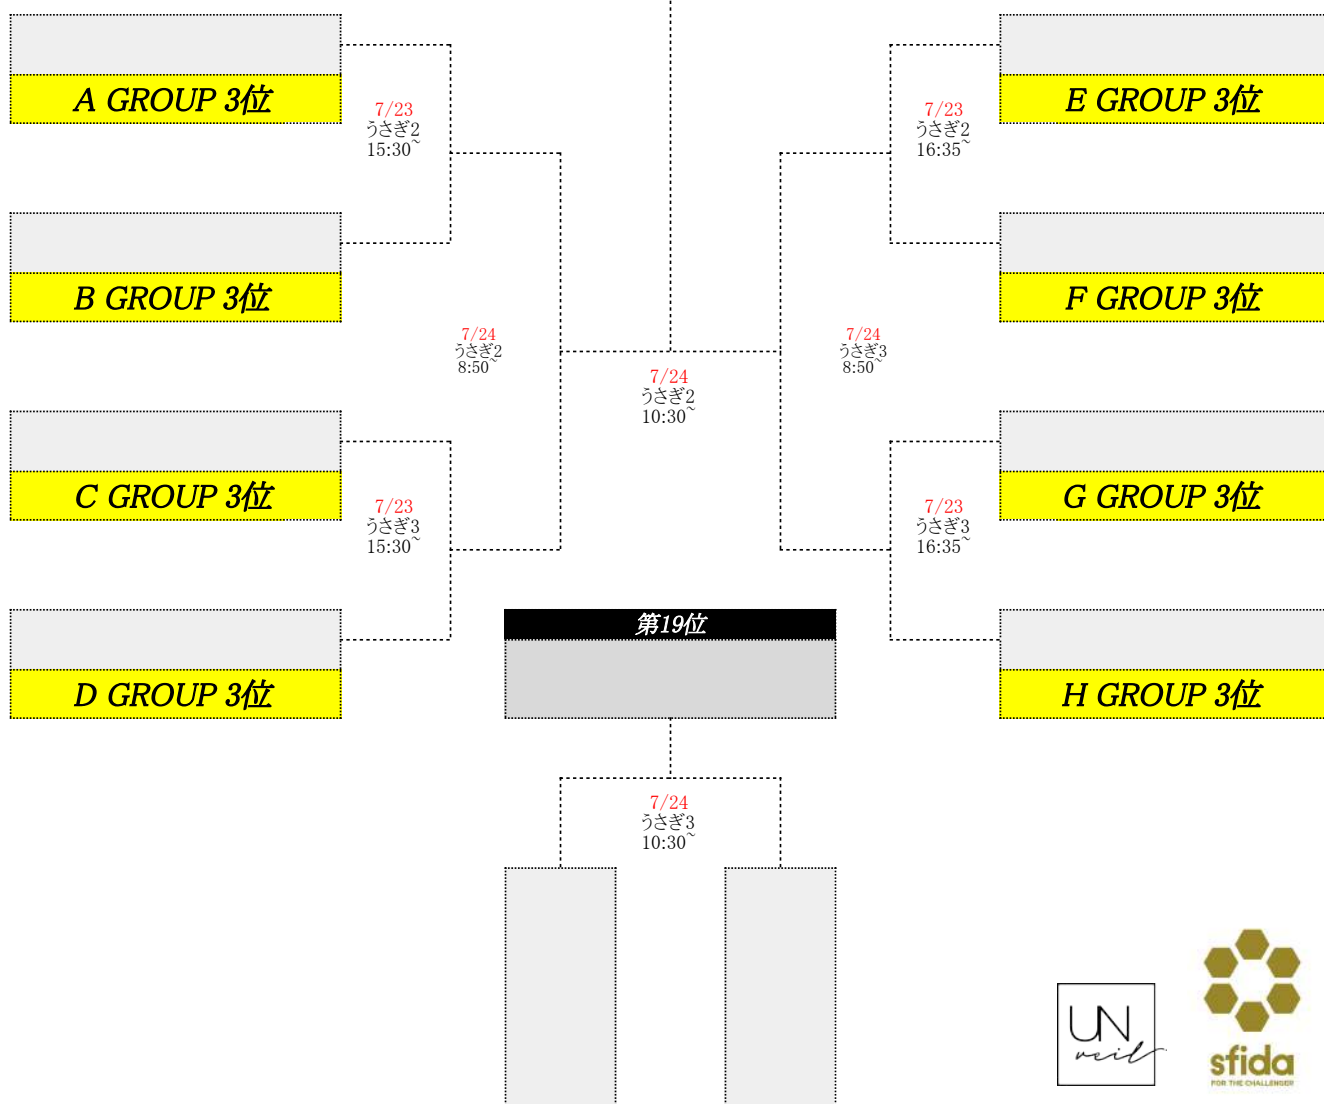 A GROUP 3位
7/23
うさぎ2
15:30~
7/23
うさぎ2
16:35~
E GROUP 3位
B GROUP 3位
F GROUP 3位
7/24
うさぎ2
8:50~
7/24
うさぎ2
10:30~
7/24
うさぎ3
8:50~
C GROUP 3位
7/23
うさぎ3
15:30~
7/23
うさぎ3
16:35~
G GROUP 3位
第19位
D GROUP 3位
H GROUP 3位
7/24
うさぎ3
10:30~
UN
veil
sfida
FOR THE CHALLENGER